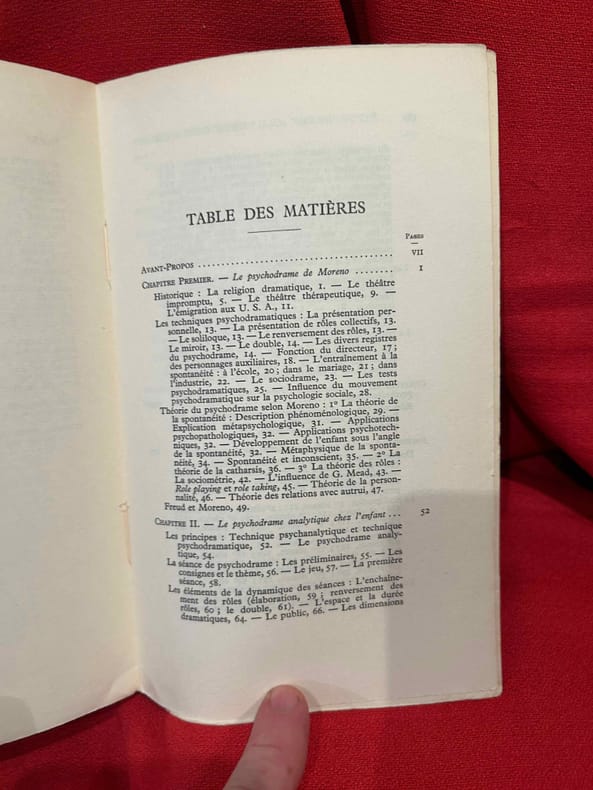 TABLE DES MATIÈRES
PAGES
AVANT-PROPOS ........................................ VII
CHAPITRE PREMIER. — Le psychodrame de Moreno ........ 1
Historique : La religion dramatique, 1. — Le théâtre
impromptu, 5. — Le théâtre thérapeutique, 9. —
L'émigration aux U. S. A., 11.
Les techniques psychodramatiques : La présentation per-
sonnelle, 13. — La présentation de rôles collectifs, 13.
— Le soliloque, 13. — Le renversement des rôles, 13. —
Le miroir, 13. — Le double, 14. — Les divers registres
du psychodrame, 14. — Fonction du directeur, 17 ;
des personnages auxiliaires, 18. — L'entraînement à la
spontanéité : à l'école, 20 ; dans le mariage, 21 ; dans
l'industrie, 22. — Le sociodrame, 23. — Les tests
psychodramatiques, 25. — Influence du mouvement
psychodramatique sur la psychologie sociale, 28.
Théorie du psychodrame selon Moreno : 1º La théorie de
la spontanéité : Description phénoménologique, 29. —
Explication métapsychologique, 31. — Applications
psychopathologiques, 32. — Applications psychotech-
niques, 32. — Développement de l'enfant sous l'angle
de la spontanéité, 32. — Métaphysique de la sponta-
néité, 34. — Spontanéité et inconscient, 35. — 2º La
théorie de la catharsis, 36. — 3º La théorie des rôles :
La sociométrie, 42. — L'influence de G. Mead, 43. —
Role playing et role taking, 45. — Théorie de la person-
nalité, 46. — Théorie des relations avec autrui, 47.
Freud et Moreno, 49.
CHAPITRE II. — Le psychodrame analytique chez l'enfant ... 52
Les principes : Technique psychanalytique et technique
psychodramatique, 52. — Le psychodrame analy-
tique, 54.
La séance de psychodrame : Les préliminaires, 55. — Les
consignes et le thème, 56. — Le jeu, 57. — La première
séance, 58.
Les éléments de la dynamique des séances : L'enchaîne-
ment des rôles (élaboration, 59 ; renversement des
rôles, 60 ; le double, 61). — L'espace et la durée
dramatiques, 64. — Le public, 66. — Les dimensions